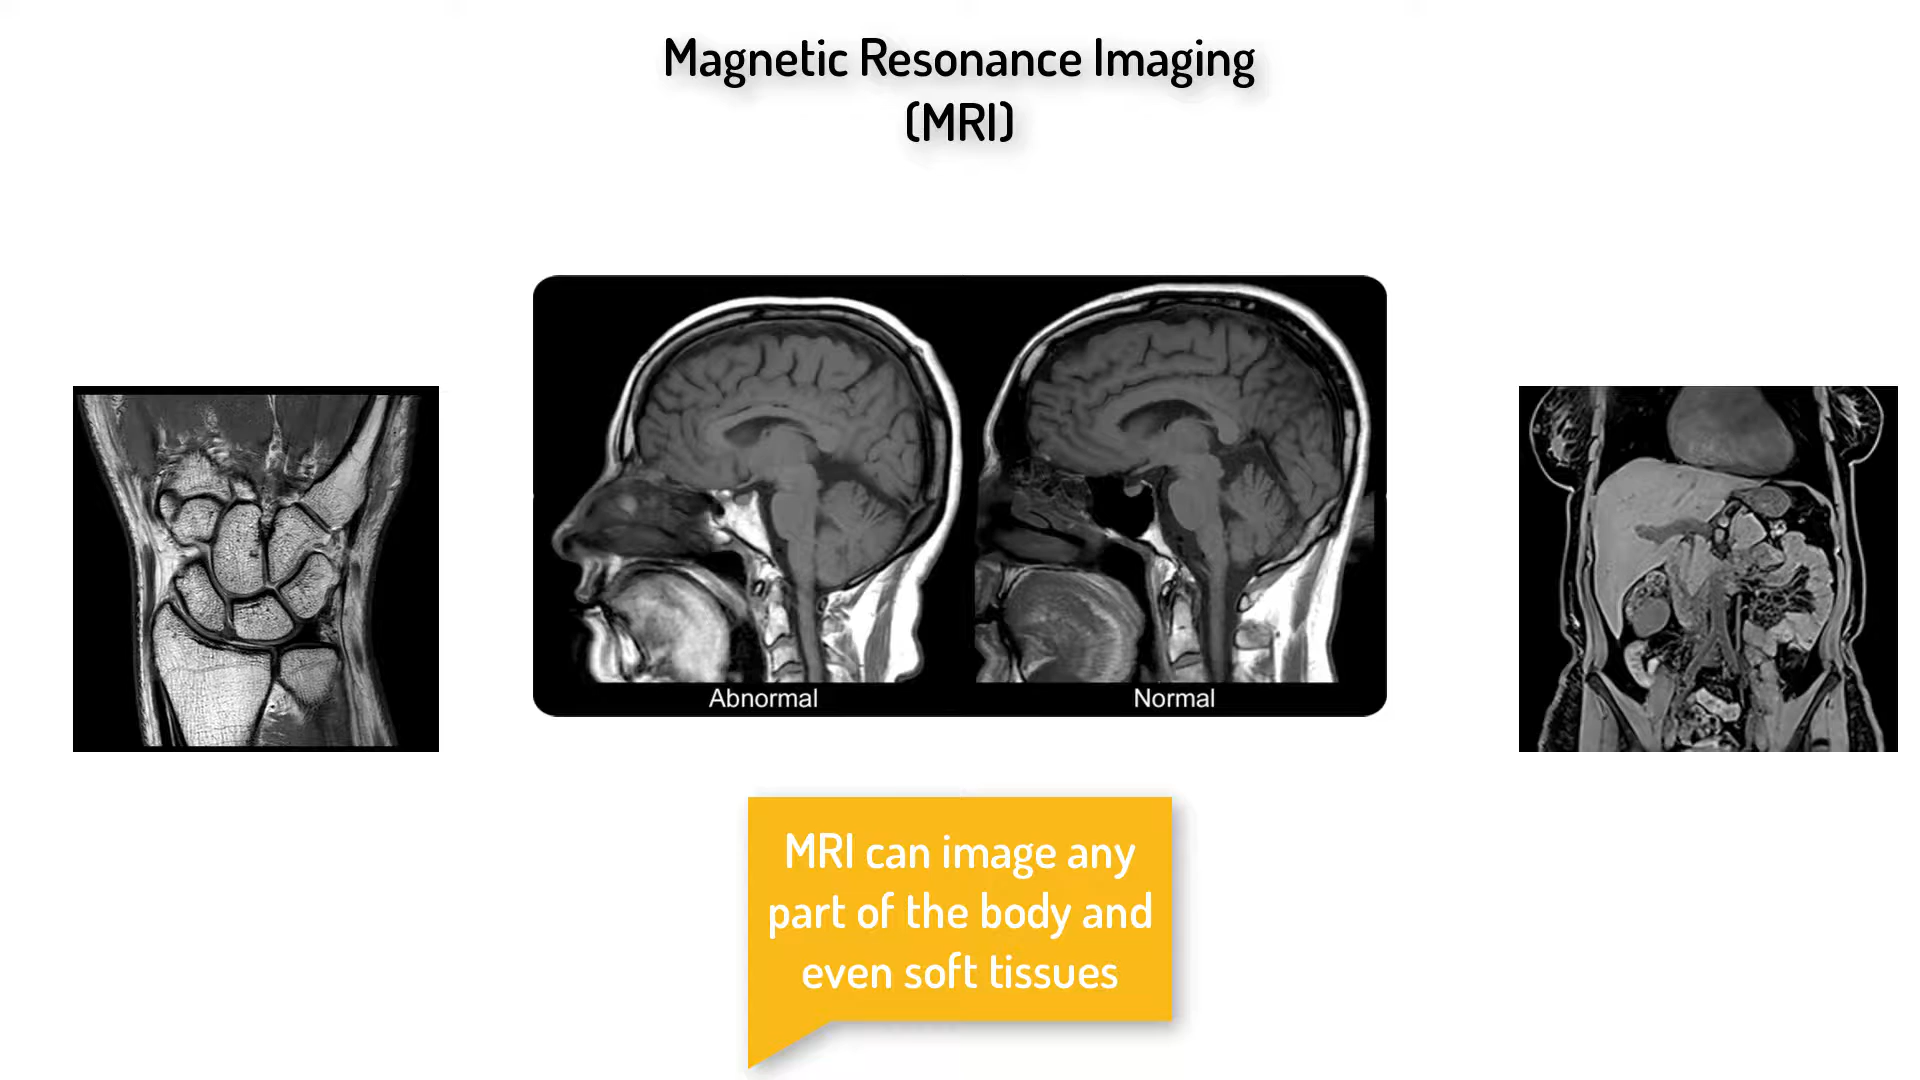 Magnetic Resonance Imaging
(MRI)
Abnormal
Normal
MRI can image any
part of the body and
even soft tissues